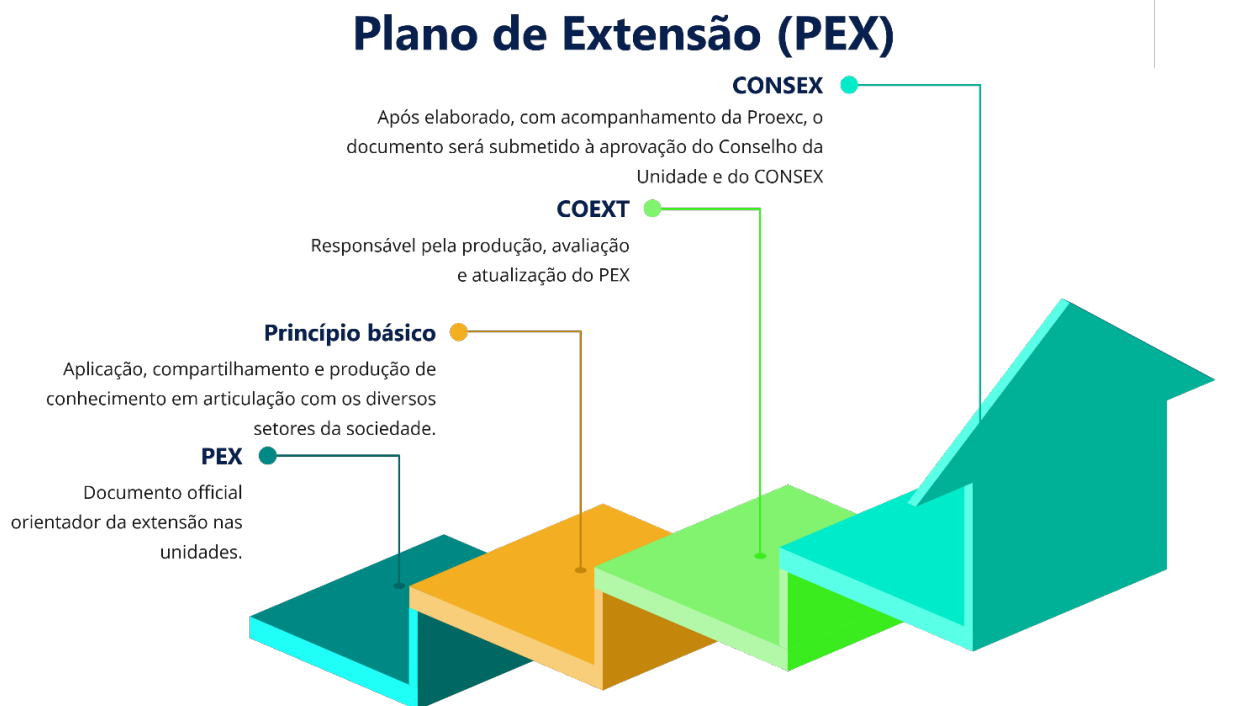 Plano de Extensão (PEX)
CONSEX
Após elaborado, com acompanhamento da Proexc, o
documento será submetido à aprovação do Conselho da
Unidade e do CONSEX
COEXT
Responsável pela produção, avaliação
e atualização do PEX
Princípio básico
Aplicação, compartilhamento e produção de
conhecimento em articulação com os diversos
setores da sociedade.
PEX
Documento official
orientador da extensão nas
unidades.